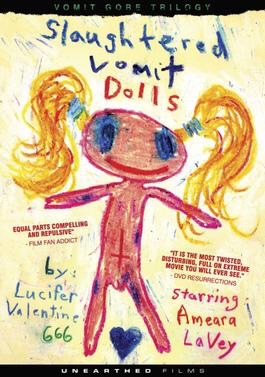 VOMIT GORE TRILOGY
Slaughtered
Vomit
Dolls
EQUAL PARTS COMPELLING
AND REPULSIVE"
- FILM FAN ADDICT
"IT IS THE MOST TWISTED,
DISTURBING, FULL ON EXTREME
MOVIE YOU WILL EVER SEE."
- DVD RESURRECTIONS
by:
Lucifer
Valentine
666
Starring
Ameara
LaVey
UNEARTHED FILMS